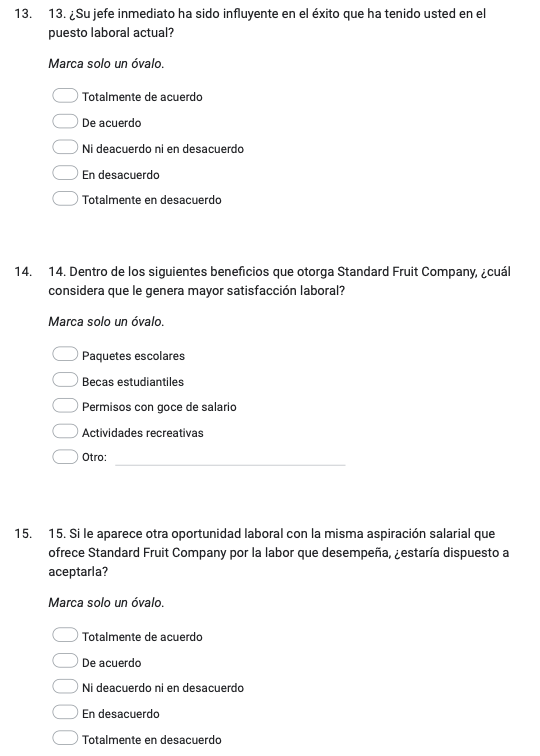 13. 13. ¿Su jefe inmediato ha sido influyente en el éxito que ha tenido usted en el
puesto laboral actual?
Marca solo un óvalo.
Totalmente de acuerdo
De acuerdo
Ni deacuerdo ni en desacuerdo
En desacuerdo
Totalmente en desacuerdo
14. 14. Dentro de los siguientes beneficios que otorga Standard Fruit Company, ¿cuál
considera que le genera mayor satisfacción laboral?
Marca solo un óvalo.
Paquetes escolares
Becas estudiantiles
Permisos con goce de salario
Actividades recreativas
Otro:
15. 15. Si le aparece otra oportunidad laboral con la misma aspiración salarial que
ofrece Standard Fruit Company por la labor que desempeña, ¿estaría dispuesto a
aceptarla?
Marca solo un óvalo.
Totalmente de acuerdo
De acuerdo
Ni deacuerdo ni en desacuerdo
En desacuerdo
Totalmente en desacuerdo